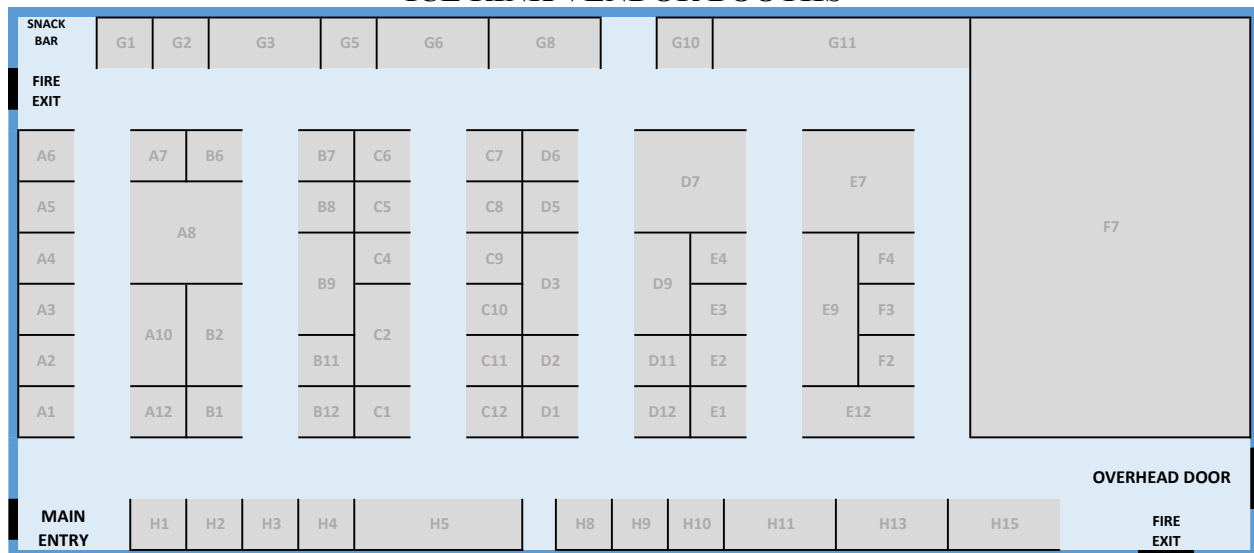 ICE RINK VENDOR BOOTHS
SNACK
BAR
G1 G2 G3 G5 G6 G8 G10 G11
FIRE
EXIT
A6 A7 B6 B7 C6 C7 D6
D7 E7
A5 B8 C5 C8 D5
A8 F7
A4 C4 C9 E4 F4
B9 D3 D9
A3 C10 E3 E9 F3
A10 B2 C2
A2 B11 C11 D2 D11 E2 F2
A1 A12 B1 B12 C1 C12 D1 D12 E1 E12
OVERHEAD DOOR
MAIN
ENTRY
H1 H2 H3 H4 H5 H8 H9 H10 H11 H13 H15
FIRE
EXIT